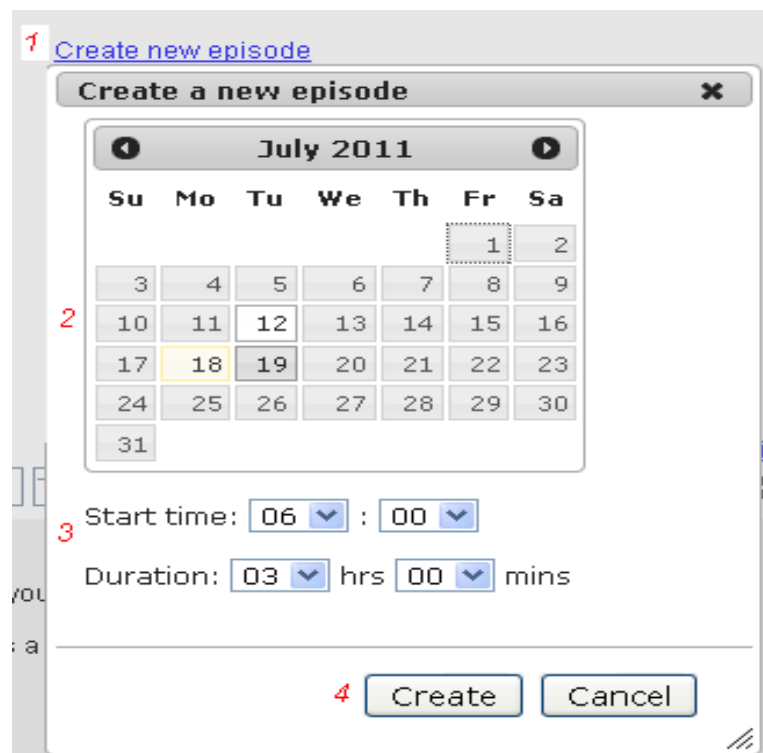 1 Create new episode
Create a new episode
July 2011
Su Mo Tu We Th Fr Sa
1 2
3 4 5 6 7 8 9
2 10 11 12 13 14 15 16
17 18 19 20 21 22 23
24 25 26 27 28 29 30
31
3 Start time: 06 : 00
Duration: 03 hrs 00 mins
you
s a
4 Create Cancel